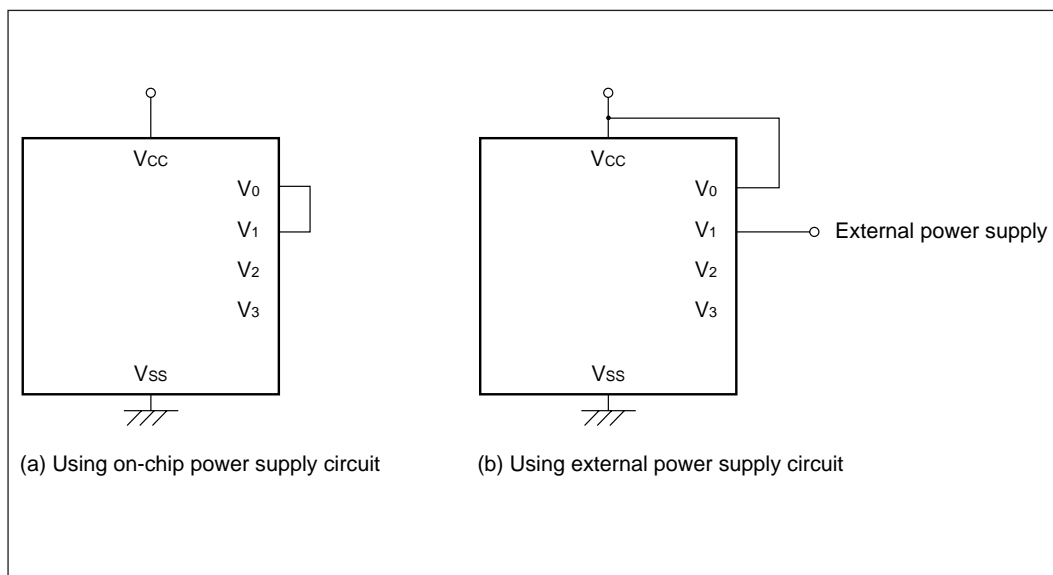 VCC
V0
V1
V2
V3
VSS
(a) Using on-chip power supply circuit
VCC
V0
V1
External power supply
V2
V3
VSS
(b) Using external power supply circuit